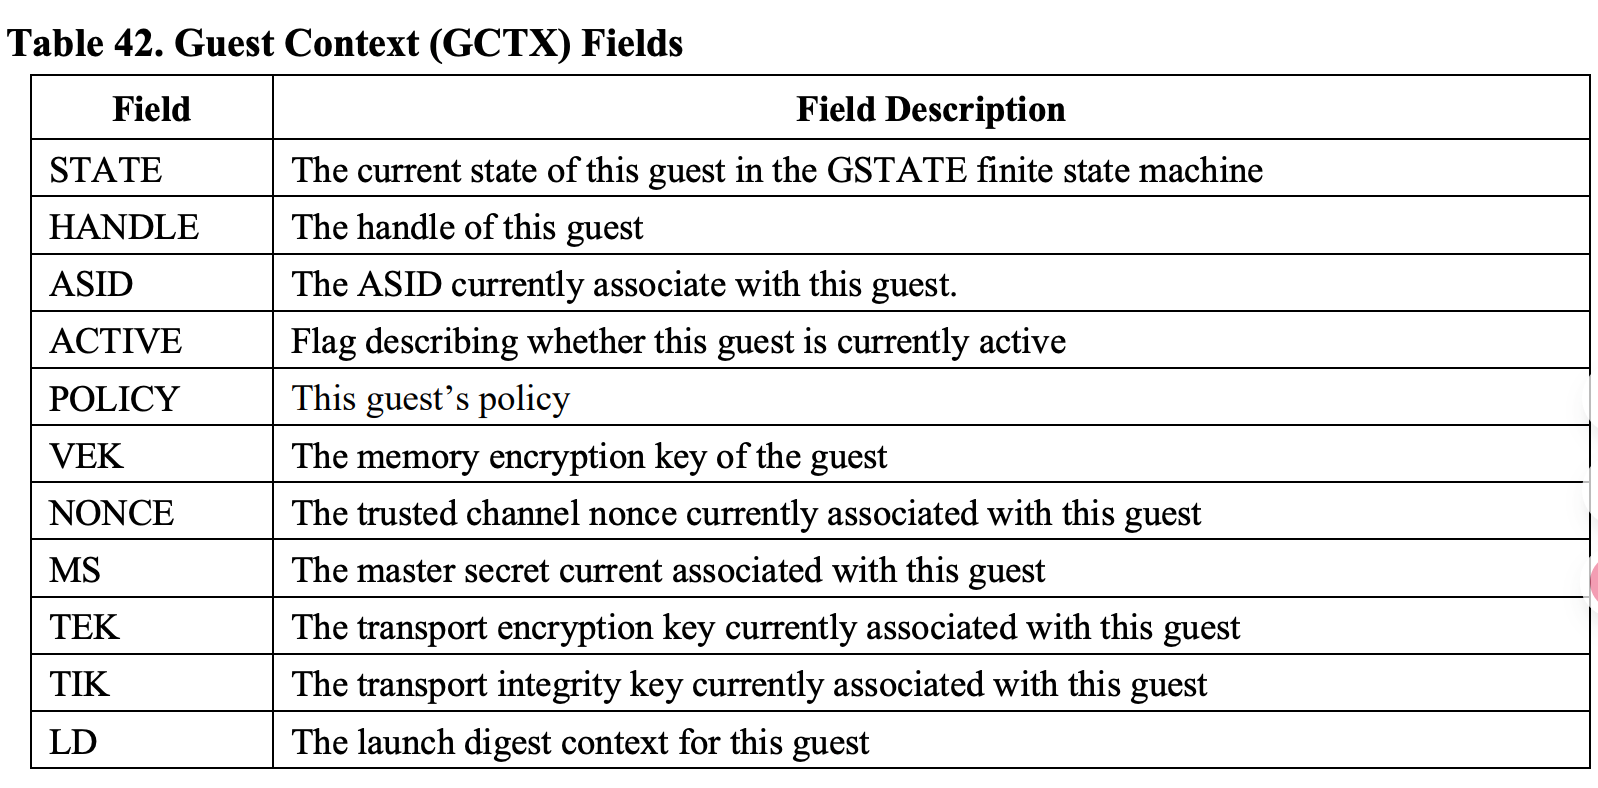 Table 42. Guest Context (GCTX) Fields
Field Field Description
STATE The current state of this guest in the GSTATE finite state machine
HANDLE The handle of this guest
ASID The ASID currently associate with this guest.
ACTIVE Flag describing whether this guest is currently active
POLICY This guest’s policy
VEK The memory encryption key of the guest
NONCE The trusted channel nonce currently associated with this guest
MS The master secret current associated with this guest
TEK The transport encryption key currently associated with this guest
TIK The transport integrity key currently associated with this guest
LD The launch digest context for this guest